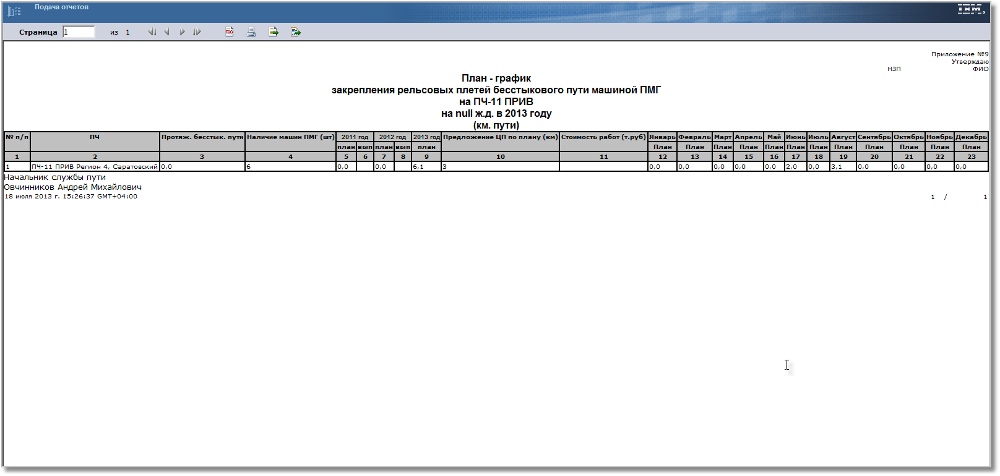 Подача отчетов
IBM.
Страница 1 из 1
TOC
Приложение №9
Утверждаю
НЗП ФИО
План - график
закрепления рельсовых плетей бесстыкового пути машиной ПМГ
на ПЧ-11 ПРИВ
на null ж.д. в 2013 году
(км. пути)
№ п/п ПЧ Протяж. бесстык. пути Наличие машин ПМГ (шт) 2011 год 2012 год 2013 год Предложение ЦП по плану (км) Стоимость работ (т.руб) Январь Февраль Март Апрель Май Июнь Июль Август Сентябрь Октябрь Ноябрь Декабрь
план вып план вып план План План План План План План План План План План План План
1 2 3 4 5 6 7 8 9 10 11 12 13 14 15 16 17 18 19 20 21 22 23
1 ПЧ-11 ПРИВ Регион 4, Саратовский 0,0 6 0,0 0,0 6,1 3 0,0 0,0 0,0 0,0 0,0 2,0 0,0 3,1 0,0 0,0 0,0 0,0
Начальник службы пути
Овчинников Андрей Михайлович
18 июля 2013 г. 15:26:37 GMT+04:00
1 / 1